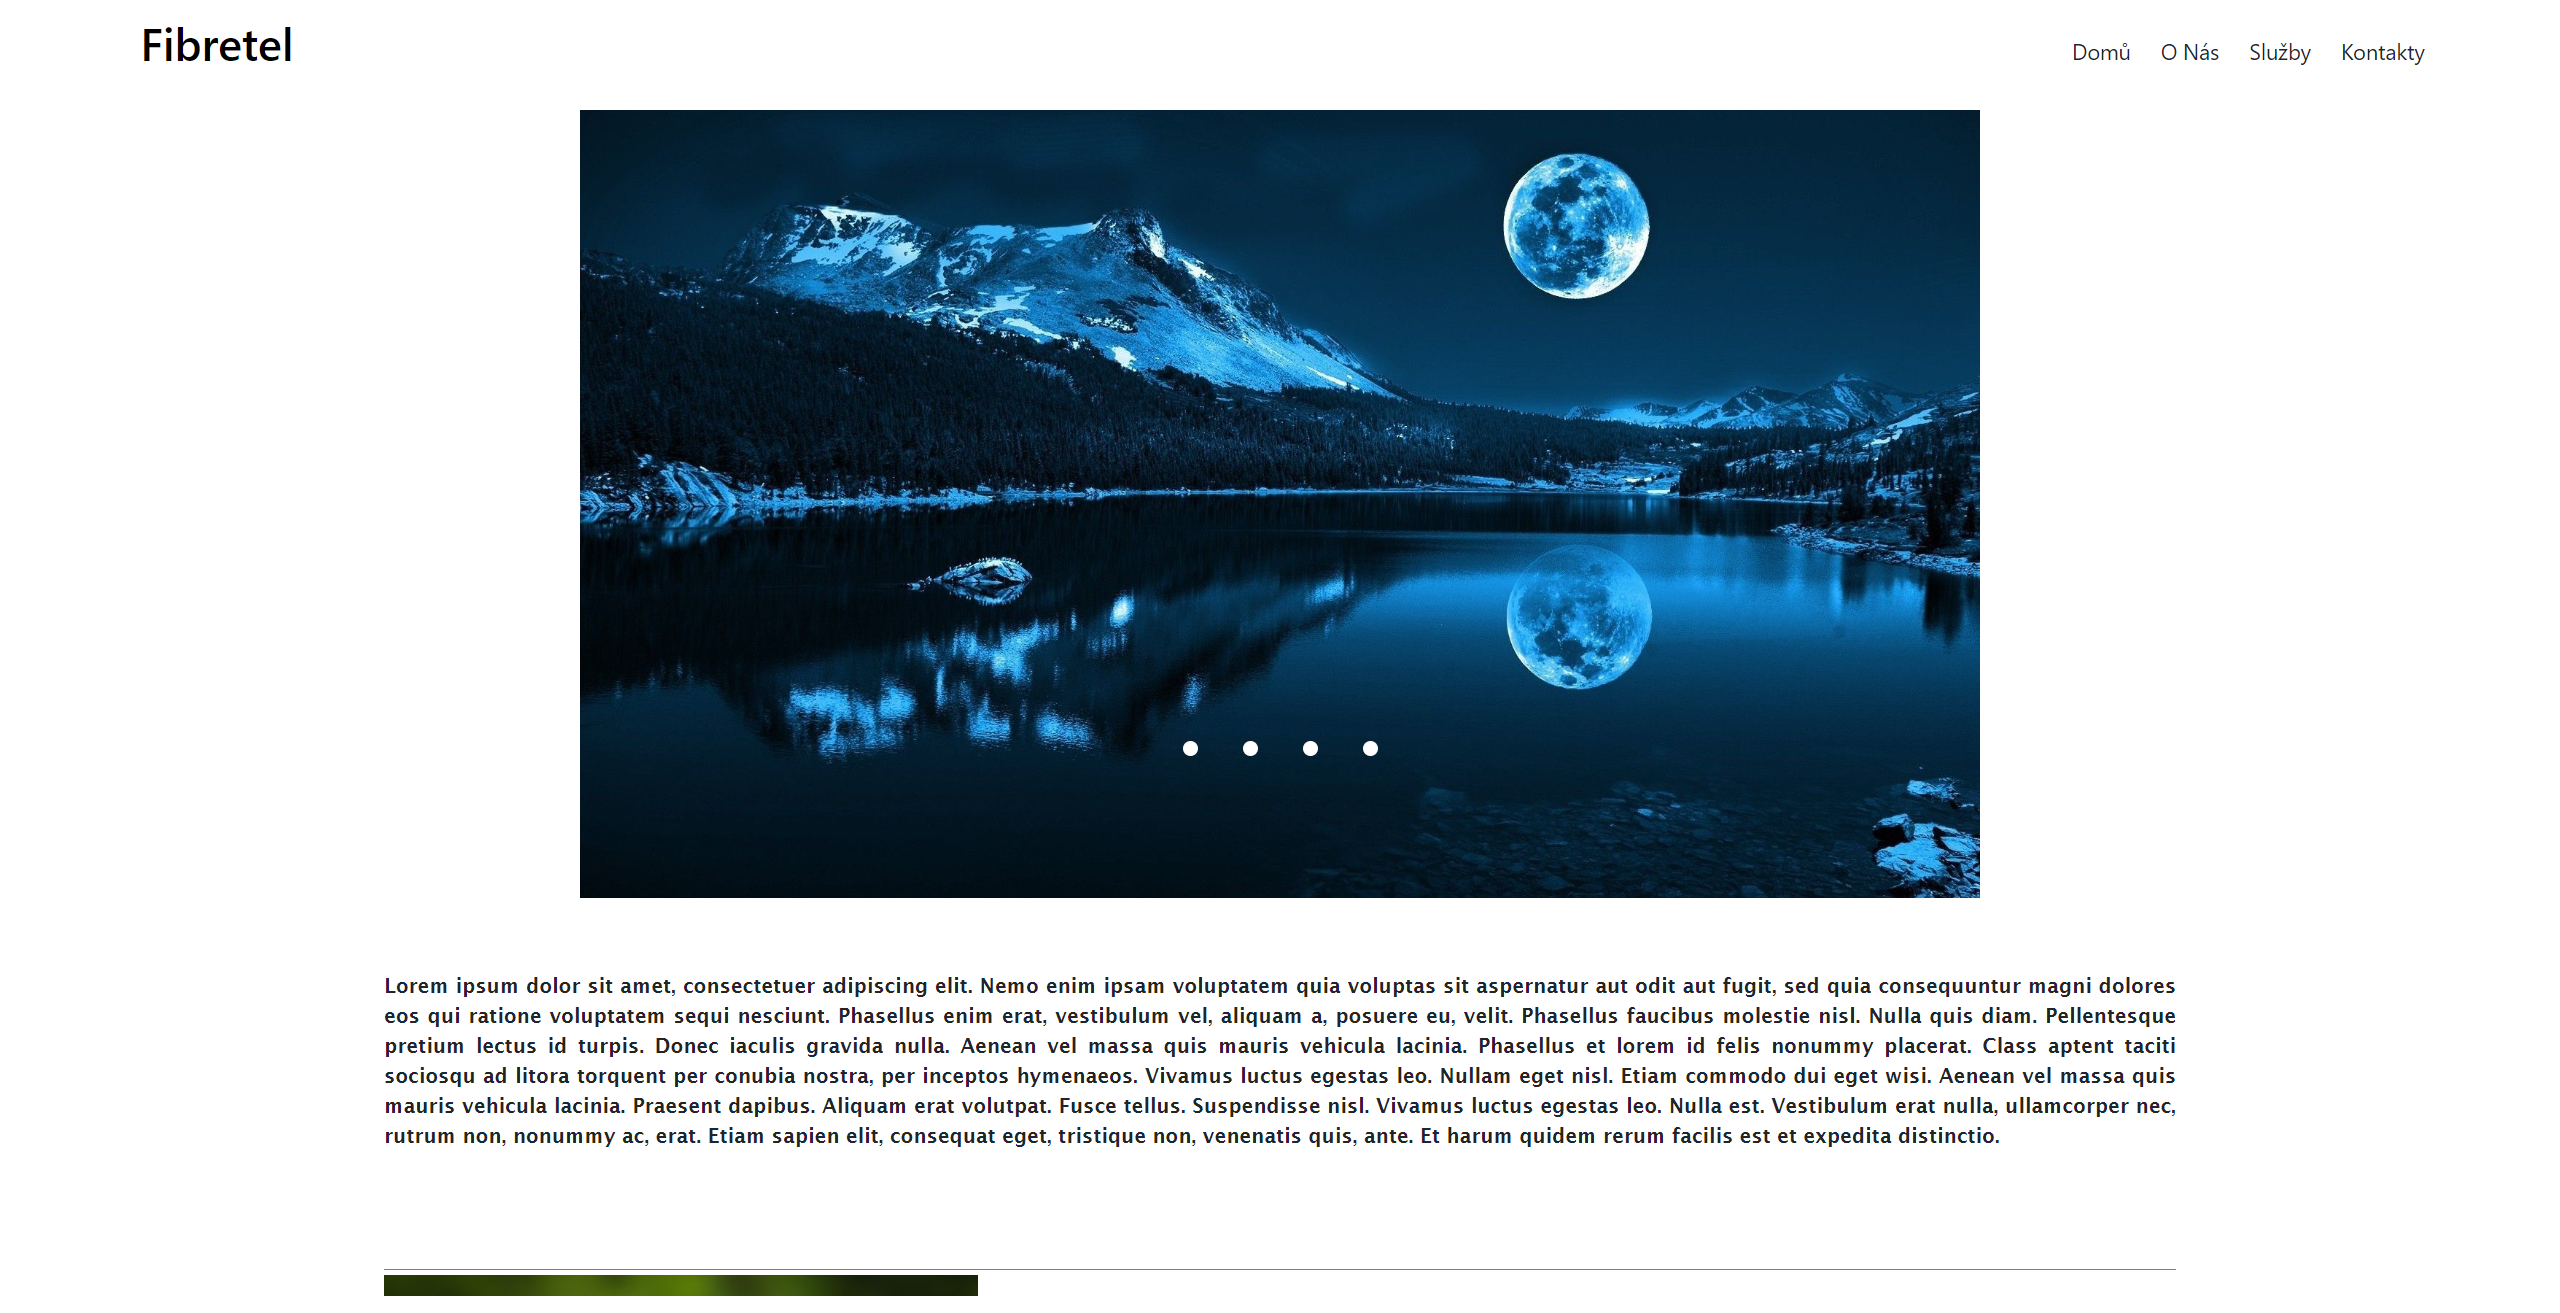 Fibretel
Domů
O Nás
Služby
Kontakty
Lorem ipsum dolor sit amet, consectetuer adipiscing elit. Nemo enim ipsam voluptatem quia voluptas sit aspernatur aut odit aut fugit, sed quia consequuntur magni dolores
eos qui ratione voluptatem sequi nesciunt. Phasellus enim erat, vestibulum vel, aliquam a, posuere eu, velit. Phasellus faucibus molestie nisl. Nulla quis diam. Pellentesque
pretium lectus id turpis. Donec iaculis gravida nulla. Aenean vel massa quis mauris vehicula lacinia. Phasellus et lorem id felis nonummy placerat. Class aptent taciti
sociosqu ad litora torquent per conubia nostra, per inceptos hymenaeos. Vivamus luctus egestas leo. Nullam eget nisl. Etiam commodo dui eget wisi. Aenean vel massa quis
mauris vehicula lacinia. Praesent dapibus. Aliquam erat volutpat. Fusce tellus. Suspendisse nisl. Vivamus luctus egestas leo. Nulla est. Vestibulum erat nulla, ullamcorper nec,
rutrum non, nonummy ac, erat. Etiam sapien elit, consequat eget, tristique non, venenatis quis, ante. Et harum quidem rerum facilis est et expedita distinctio.